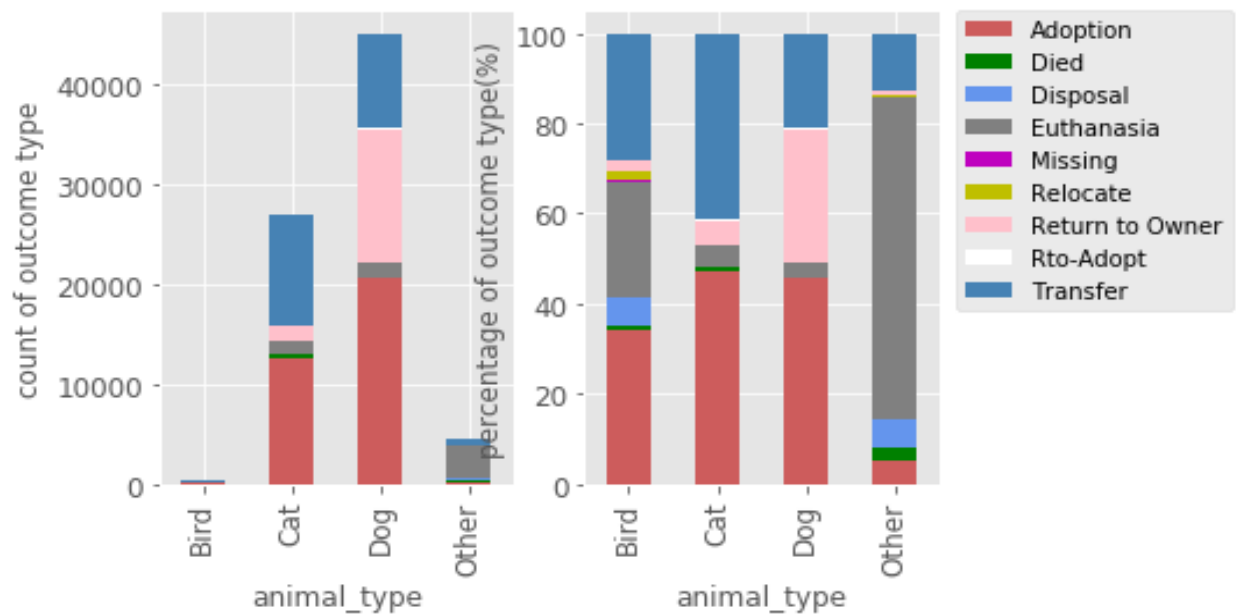 count of outcome type
40000
30000
20000
10000
0
Bird
Cat
Dog
Other
animal_type
percentage of outcome type(%)
100
80
60
40
20
0
Bird
Cat
Dog
Other
animal_type
Adoption
Died
Disposal
Euthanasia
Missing
Relocate
Return to Owner
Rto-Adopt
Transfer